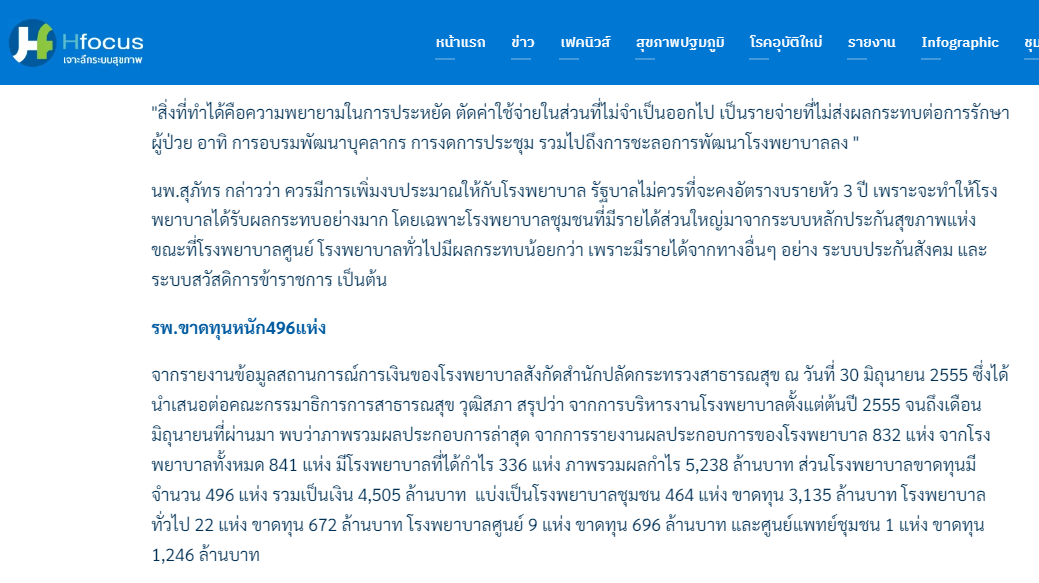 Hfocus
เจาะลึกระบบสุขภาพ
หน้าแรก ข่าว เฟคนิวส์ สุขภาพปฐมภูมิ โรคอุบัติใหม่ รายงาน Infographic ชุม
"สิ่งที่ทำได้คือความพยายามในการประหยัด ตัดค่าใช้จ่ายในส่วนที่ไม่จำเป็นออกไป เป็นรายจ่ายที่ไม่ส่งผลกระทบต่อการรักษา
ผู้ป่วย อาทิ การอบรมพัฒนาบุคลากร การงดการประชุม รวมไปถึงการชะลอการพัฒนาโรงพยาบาลลง "
นพ.สุภัทร กล่าวว่า ควรมีการเพิ่มงบประมาณให้กับโรงพยาบาล รัฐบาลไม่ควรที่จะคงอัตรางบรายหัว 3 ปี เพราะจะทำให้โรง
พยาบาลได้รับผลกระทบอย่างมาก โดยเฉพาะโรงพยาบาลชุมชนที่มีรายได้ส่วนใหญ่มาจากระบบหลักประกันสุขภาพแห่ง
ขณะที่โรงพยาบาลศูนย์ โรงพยาบาลทั่วไปมีผลกระทบน้อยกว่า เพราะมีรายได้จากทางอื่นๆ อย่าง ระบบประกันสังคม และ
ระบบสวัสดิการข้าราชการ เป็นต้น
รพ.ขาดทุนหนัก496แห่ง
จากรายงานข้อมูลสถานการณ์การเงินของโรงพยาบาลสังกัดสำนักปลัดกระทรวงสาธารณสุข ณ วันที่ 30 มิถุนายน 2555 ซึ่งได้
นำเสนอต่อคณะกรรมาธิการการสาธารณสุข วุฒิสภา สรุปว่า จากการบริหารงานโรงพยาบาลตั้งแต่ต้นปี 2555 จนถึงเดือน
มิถุนายนที่ผ่านมา พบว่าภาพรวมผลประกอบการล่าสุด จากการรายงานผลประกอบการของโรงพยาบาล 832 แห่ง จากโรง
พยาบาลทั้งหมด 841 แห่ง มีโรงพยาบาลที่ได้กำไร 336 แห่ง ภาพรวมผลกำไร 5,238 ล้านบาท ส่วนโรงพยาบาลขาดทุนมี
จำนวน 496 แห่ง รวมเป็นเงิน 4,505 ล้านบาท  แบ่งเป็นโรงพยาบาลชุมชน 464 แห่ง ขาดทุน 3,135 ล้านบาท โรงพยาบาล
ทั่วไป 22 แห่ง ขาดทุน 672 ล้านบาท โรงพยาบาลศูนย์ 9 แห่ง ขาดทุน 696 ล้านบาท และศูนย์แพทย์ชุมชน 1 แห่ง ขาดทุน
1,246 ล้านบาท